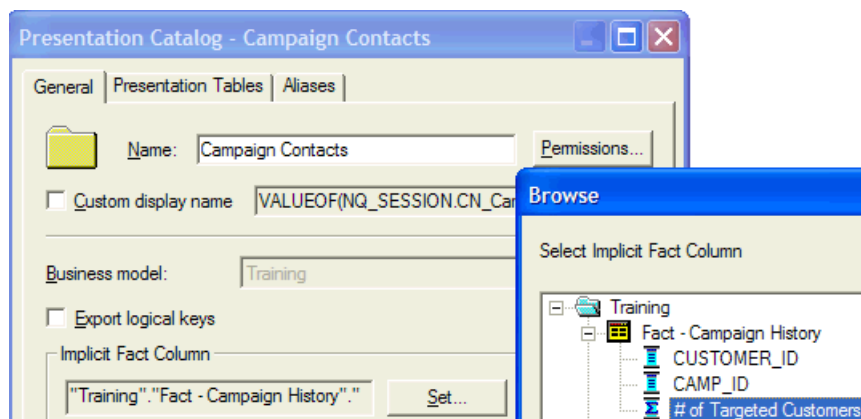 Presentation Catalog - Campaign Contacts
General Presentation Tables Aliases
Name: Campaign Contacts Permissions...
Custom display name VALUEOF(NQ_SESSION.CN_Ca
Browse
Business model: Training
Select Implicit Fact Column
Export logical keys
Training
Fact - Campaign History
Implicit Fact Column
CUSTOMER_ID
CAMP_ID
"Training"."Fact - Campaign History"." Set...
# of Targeted Customers